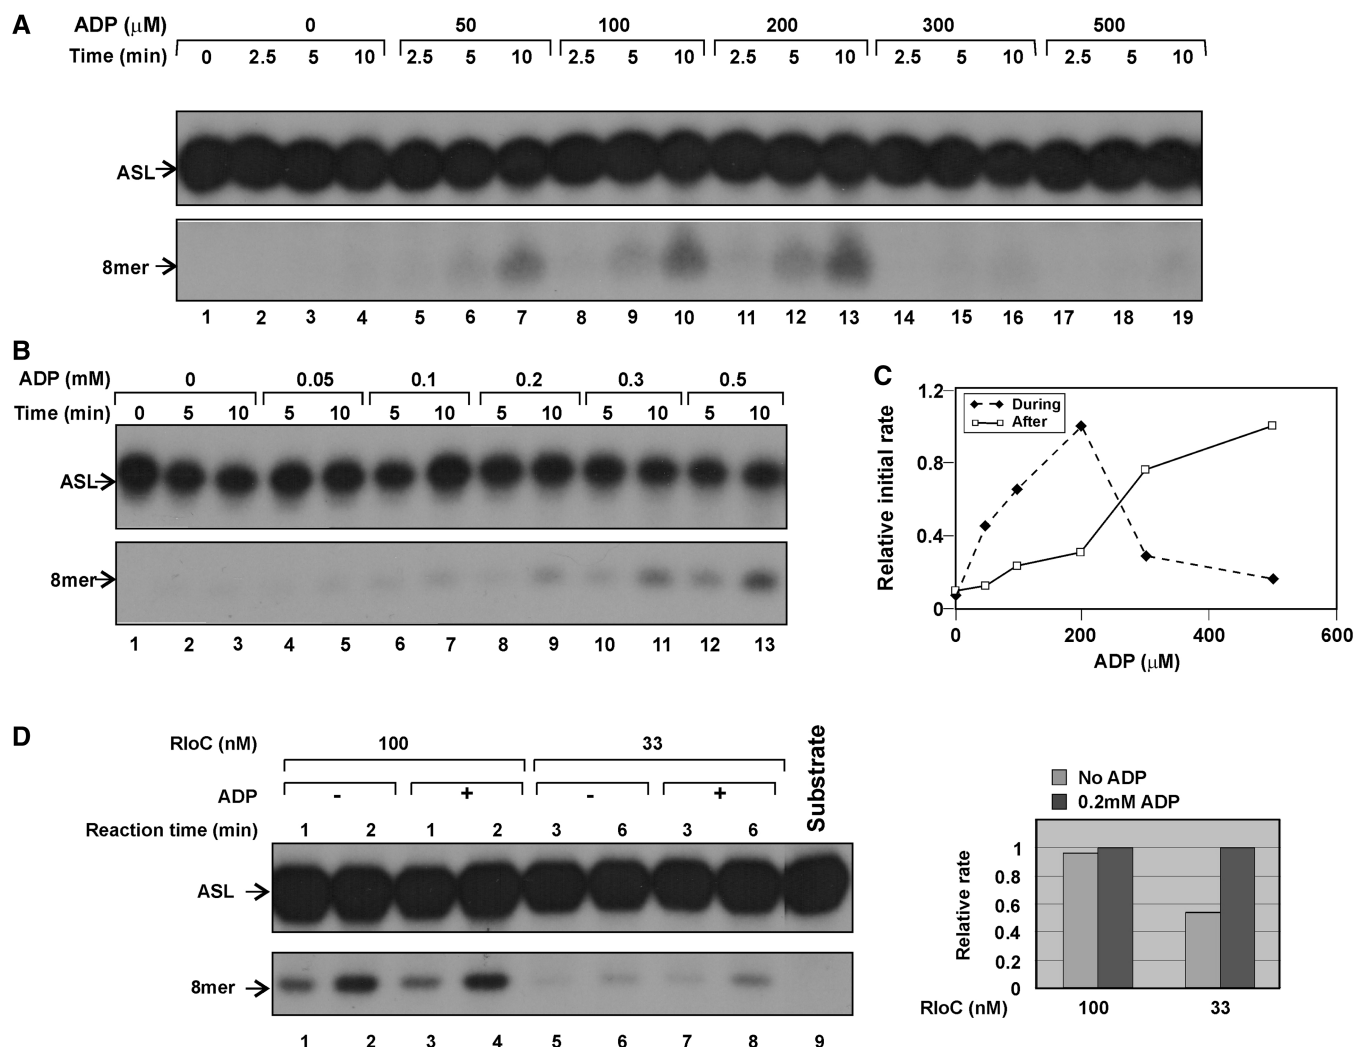 A
ADP (μM) 0 50 100 200 300 500
Time (min) 0 2.5 5 10 2.5 5 10 2.5 5 10 2.5 5 10 2.5 5 10 2.5 5 10
ASL
8mer
1 2 3 4 5 6 7 8 9 10 11 12 13 14 15 16 17 18 19
B
ADP (mM) 0 0.05 0.1 0.2 0.3 0.5
Time (min) 0 5 10 5 10 5 10 5 10 5 10 5 10
ASL
8mer
1 2 3 4 5 6 7 8 9 10 11 12 13
C
Relative initial rate
1.2
0.8
0.4
0
During
After
0 200 400 600
ADP (μM)
D
RloC (nM) 100 33
ADP - + - +
Substrate
Reaction time (min) 1 2 1 2 3 6 3 6
ASL
8mer
1 2 3 4 5 6 7 8 9
No ADP
0.2mM ADP
Relative rate
1
0.8
0.6
0.4
0.2
0
RloC (nM) 100 33